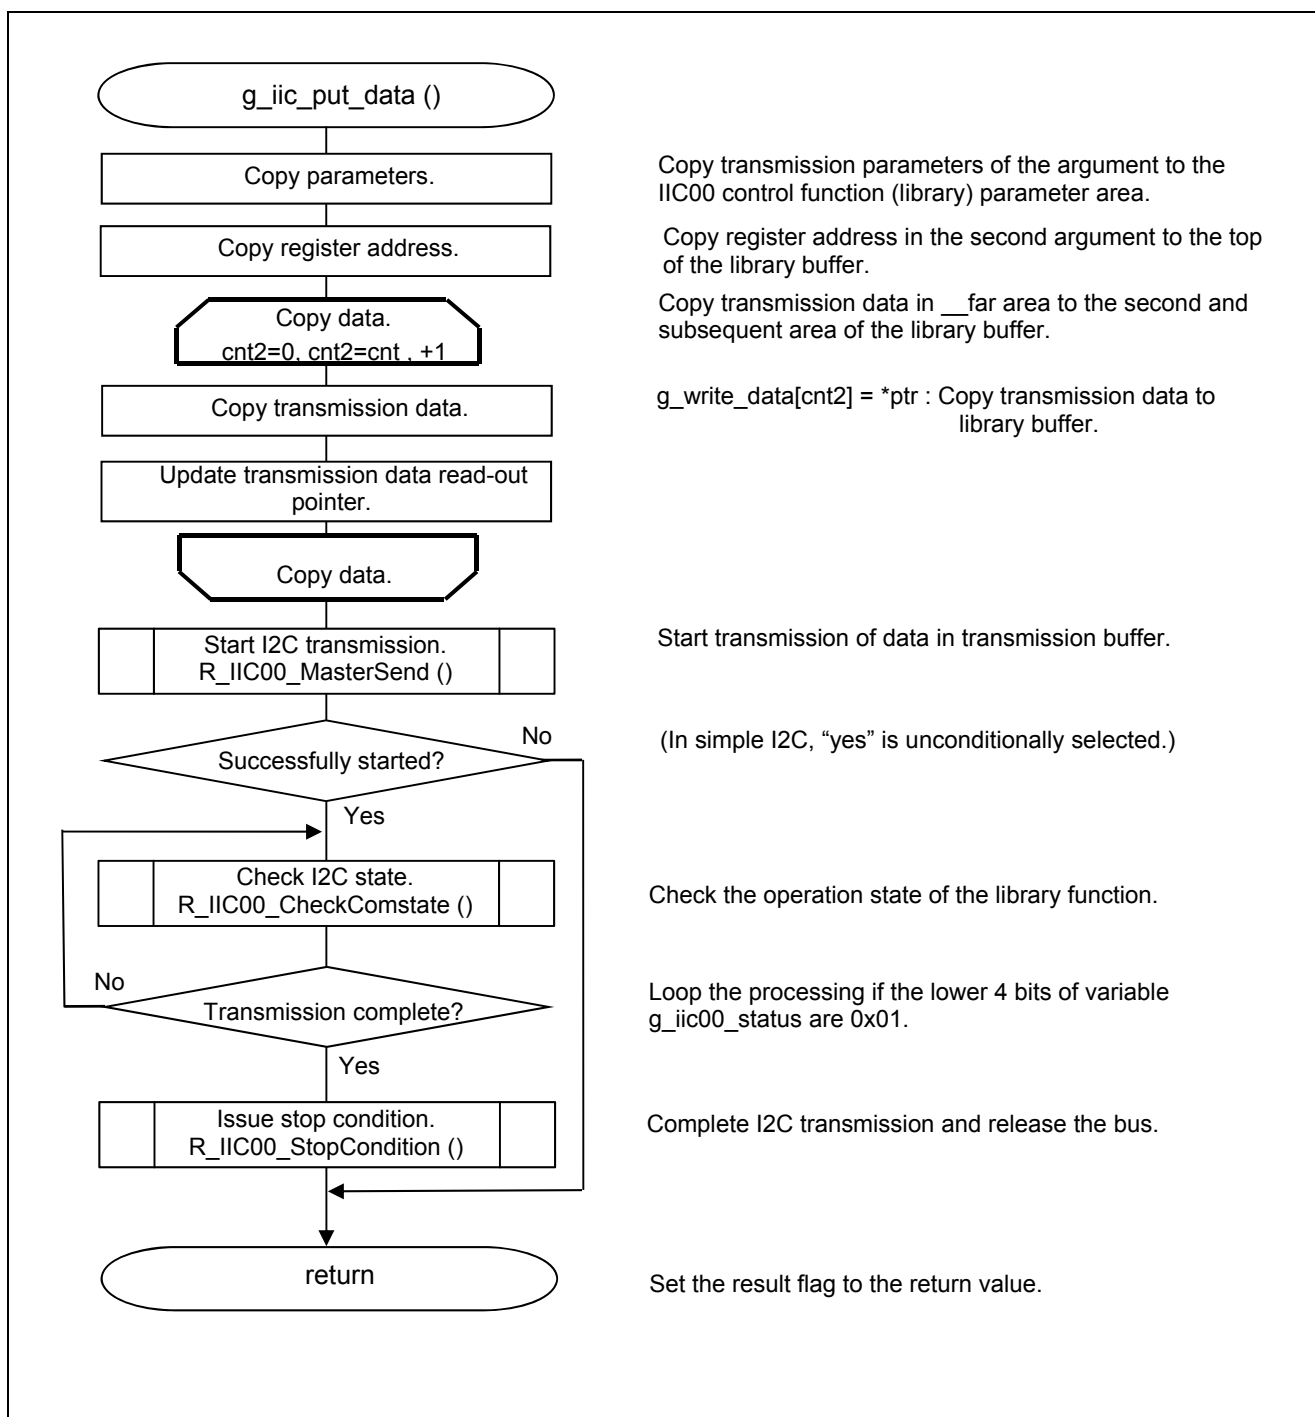 g_iic_put_data ()
Copy parameters.
Copy transmission parameters of the argument to the
IIC00 control function (library) parameter area.
Copy register address.
Copy register address in the second argument to the top
of the library buffer.
Copy data.
cnt2=0, cnt2=cnt , +1
Copy transmission data in __far area to the second and
subsequent area of the library buffer.
Copy transmission data.
g_write_data[cnt2] = *ptr : Copy transmission data to
library buffer.
Update transmission data read-out
pointer.
Copy data.
Start I2C transmission.
R_IIC00_MasterSend ()
Start transmission of data in transmission buffer.
Successfully started?
No
(In simple I2C, “yes” is unconditionally selected.)
Yes
Check I2C state.
R_IIC00_CheckComstate ()
Check the operation state of the library function.
No
Transmission complete?
Loop the processing if the lower 4 bits of variable
g_iic00_status are 0x01.
Yes
Issue stop condition.
R_IIC00_StopCondition ()
Complete I2C transmission and release the bus.
return
Set the result flag to the return value.